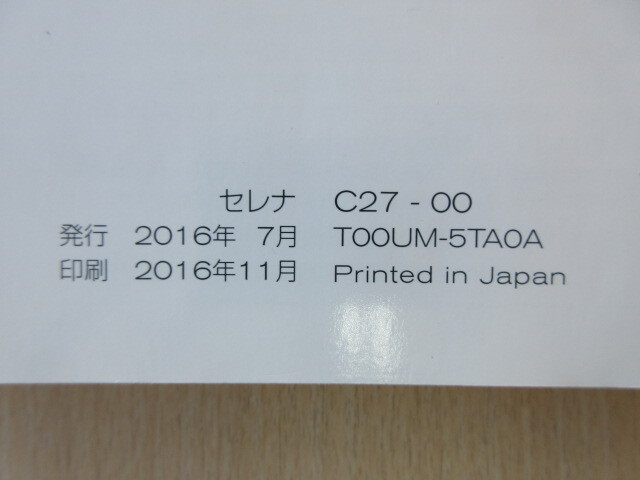 セレナ C27 - 00
発行 2016年 7月 T00UM-5TA0A
印刷 2016年11月 Printed in Japan